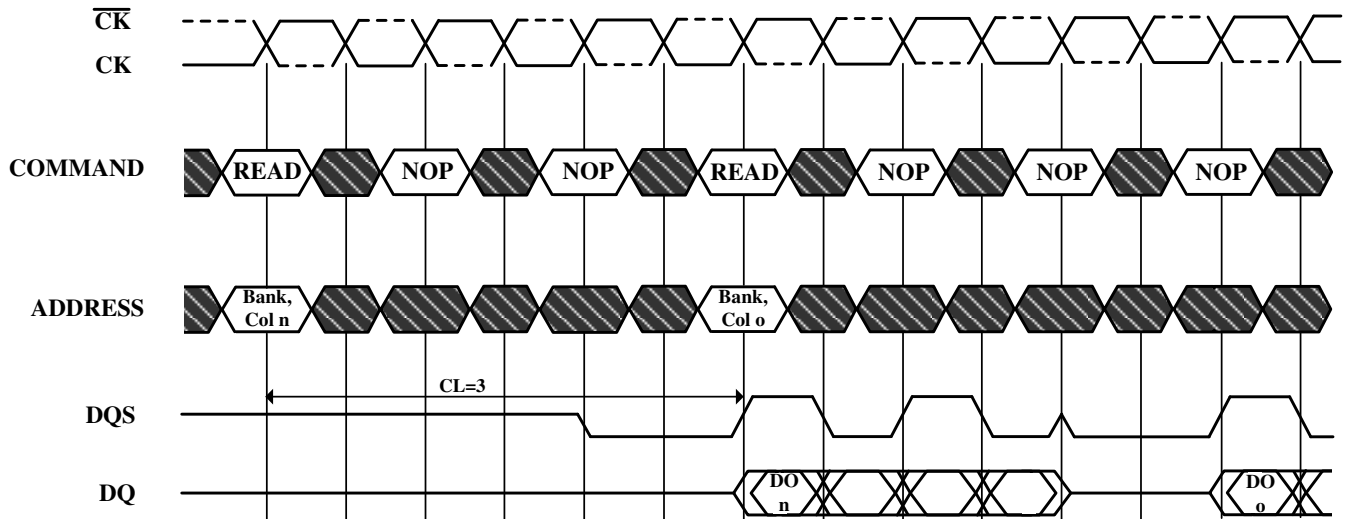 CK
CK
COMMAND READ NOP NOP READ NOP NOP NOP
ADDRESS Bank, Col n Bank, Col o
CL=3
DQS
DQ DO n DO o